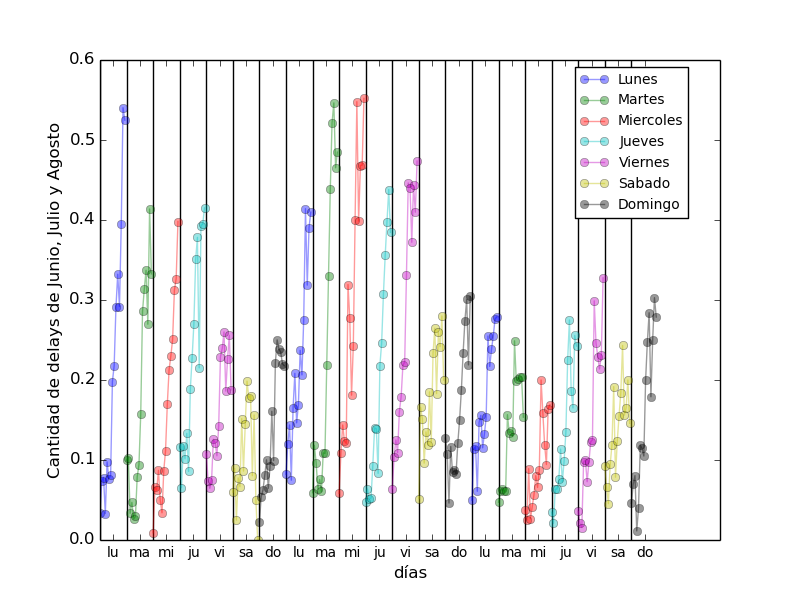 Cantidad de delays de Junio, Julio y Agosto
0.6
0.5
0.4
0.3
0.2
0.1
0.0
Lunes
Martes
Miercoles
Jueves
Viernes
Sabado
Domingo
lu ma mi ju vi sa do lu ma mi ju vi sa do lu ma mi ju vi sa do
días